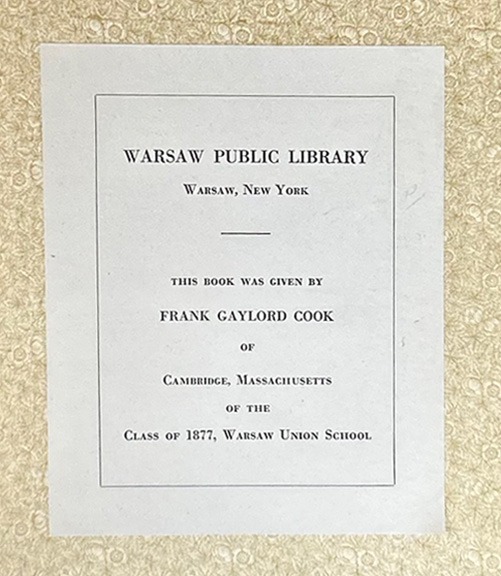 WARSAW PUBLIC LIBRARY
WARSAW, NEW YORK
THIS BOOK WAS GIVEN BY
FRANK GAYLORD COOK
OF
CAMBRIDGE, MASSACHUSETTS
OF THE
CLASS OF 1877, WARSAW UNION SCHOOL